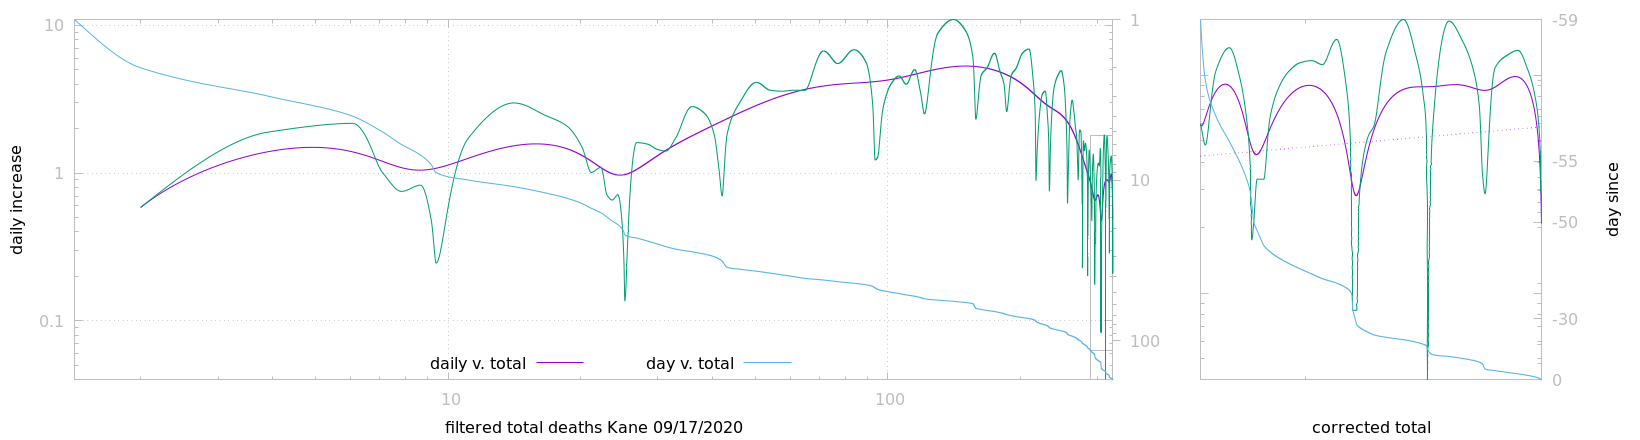 10
1
0.1
daily increase
daily v. total
day v. total
10
100
filtered total deaths Kane 09/17/2020
1
10
100
-59
-55
-50
-30
0
day since
corrected total